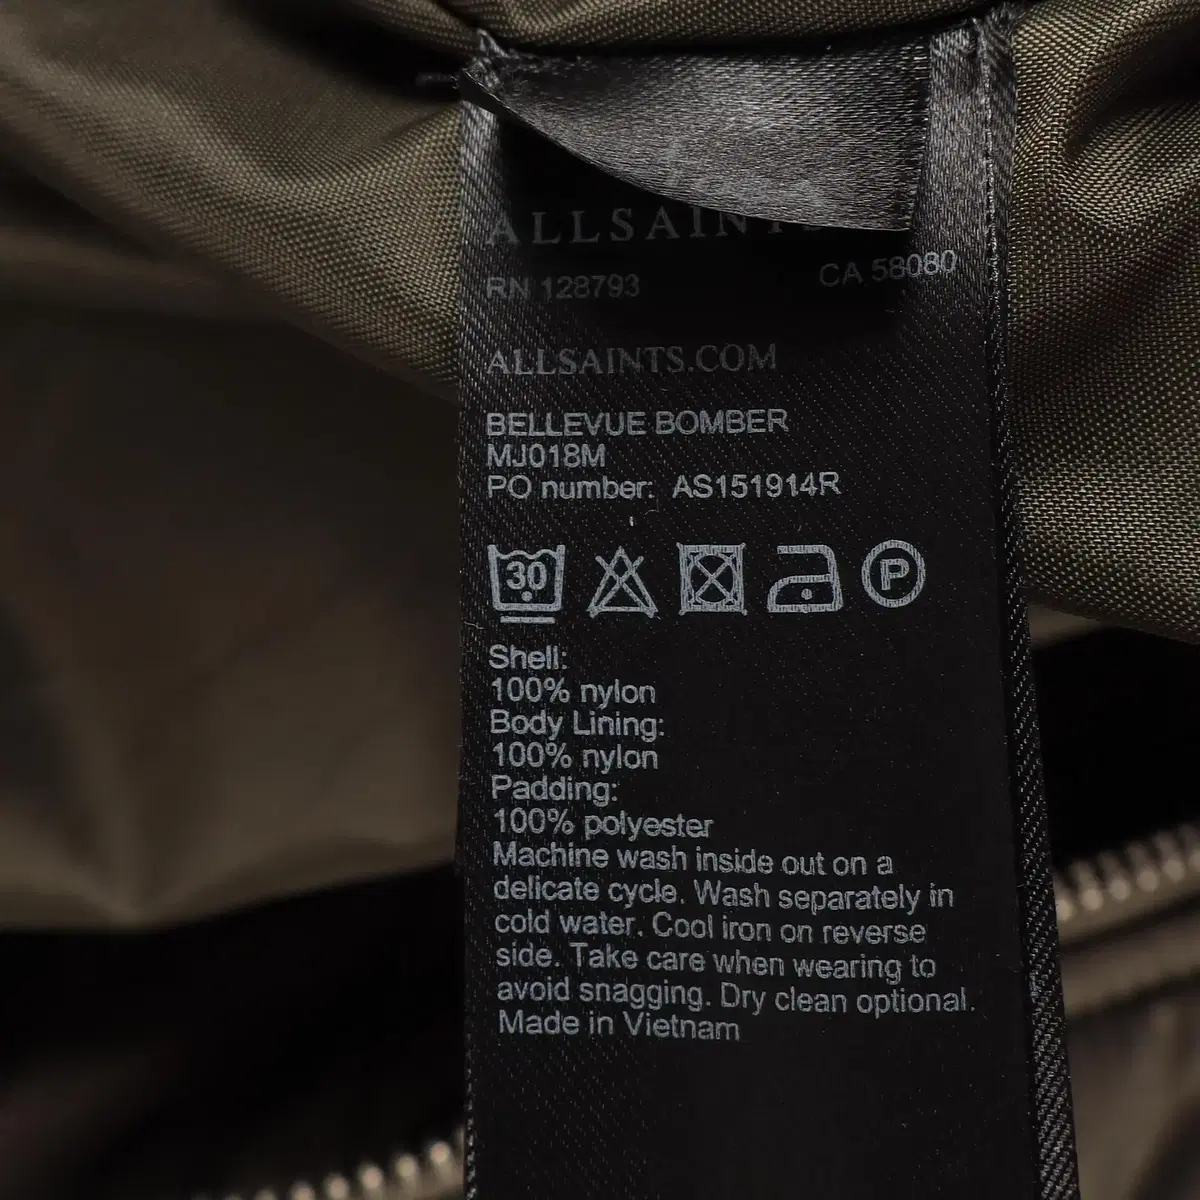 ALLSAINTS
RN 128793 CA 58080
ALLSAINTS.COM
BELLEVUE BOMBER
MJ018M
PO number: AS151914R
30 P
Shell:
100% nylon
Body Lining:
100% nylon
Padding:
100% polyester
Machine wash inside out on a
delicate cycle. Wash separately in
cold water. Cool iron on reverse
side. Take care when wearing to
avoid snagging. Dry clean optional.
Made in Vietnam